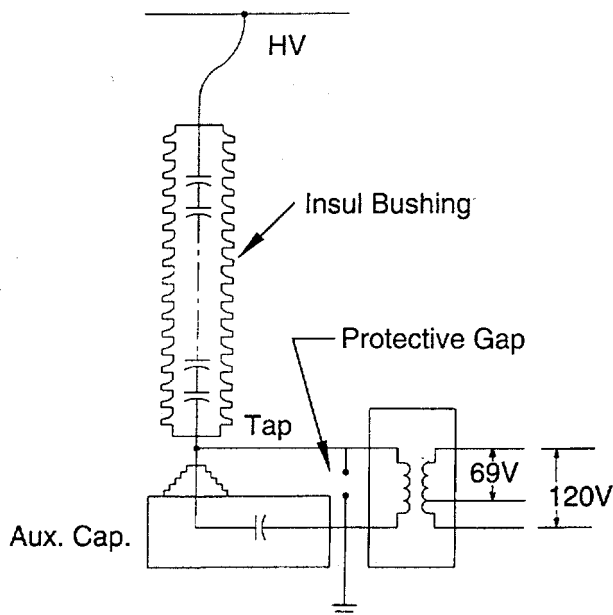 HV
Insul Bushing
Protective Gap
Tap
69V
120V
Aux. Cap.